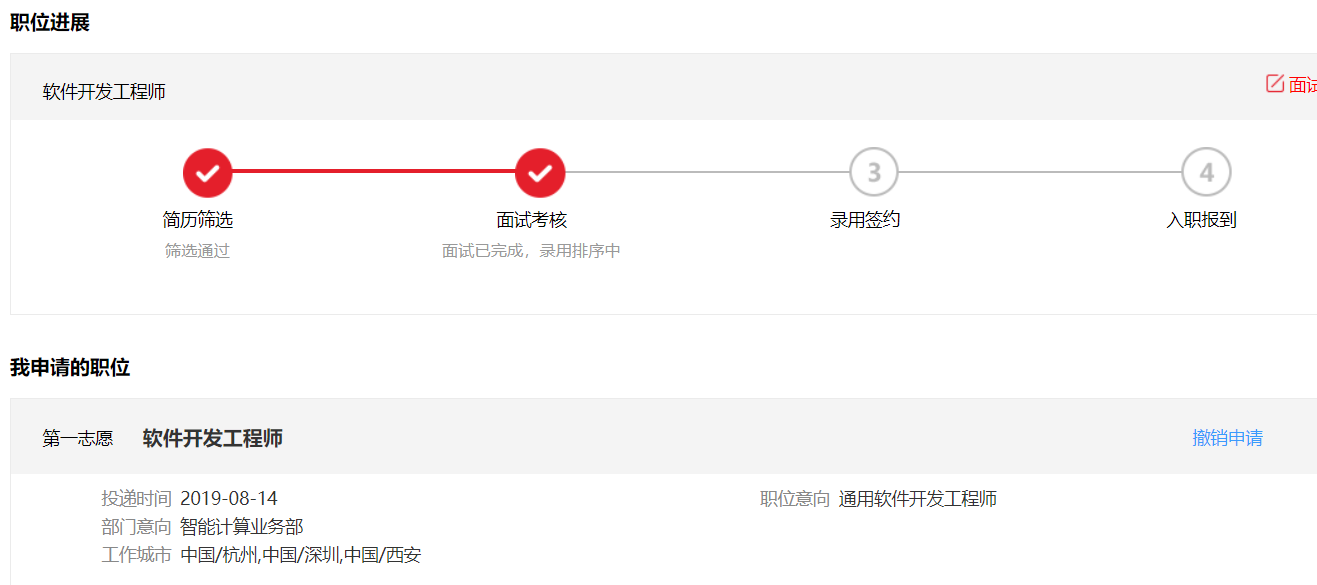 职位进展
软件开发工程师
面试
3
4
简历筛选
面试考核
录用签约
入职报到
筛选通过
面试已完成，录用排序中
我申请的职位
第一志愿 软件开发工程师
撤销申请
投递时间 2019-08-14
职位意向 通用软件开发工程师
部门意向 智能计算业务部
工作城市 中国/杭州,中国/深圳,中国/西安